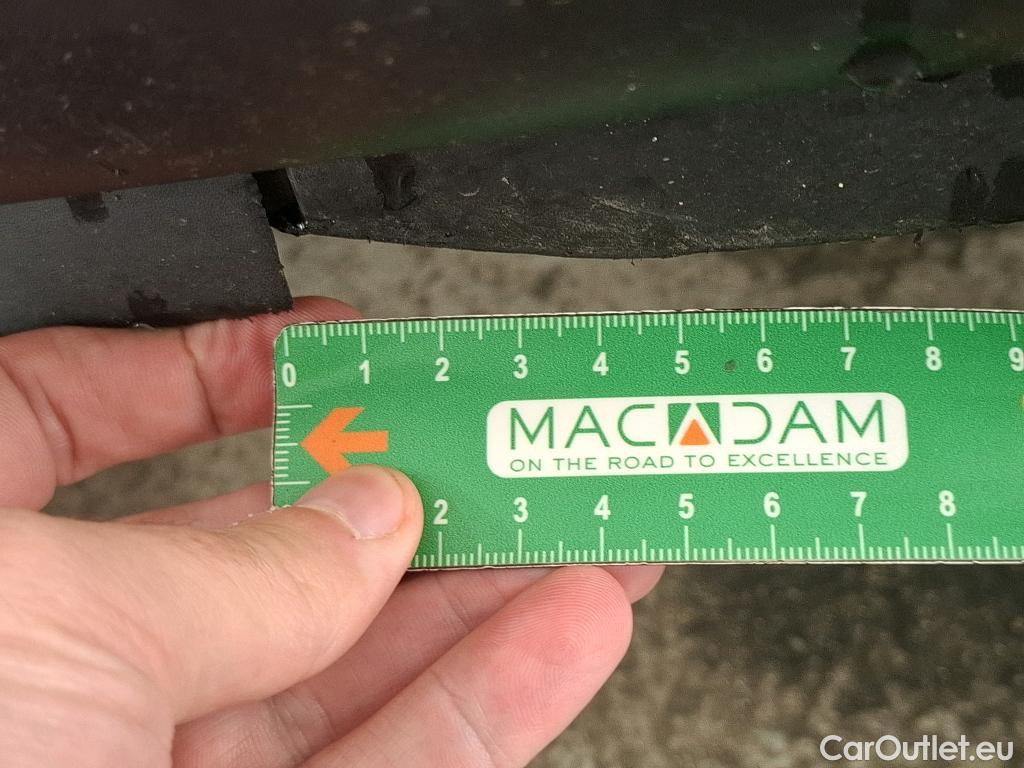 0 1 2 3 4 5 6 7 8 9
MACADAM
ON THE ROAD TO EXCELLENCE
2 3 4 5 6 7 8
CarOutlet.eu